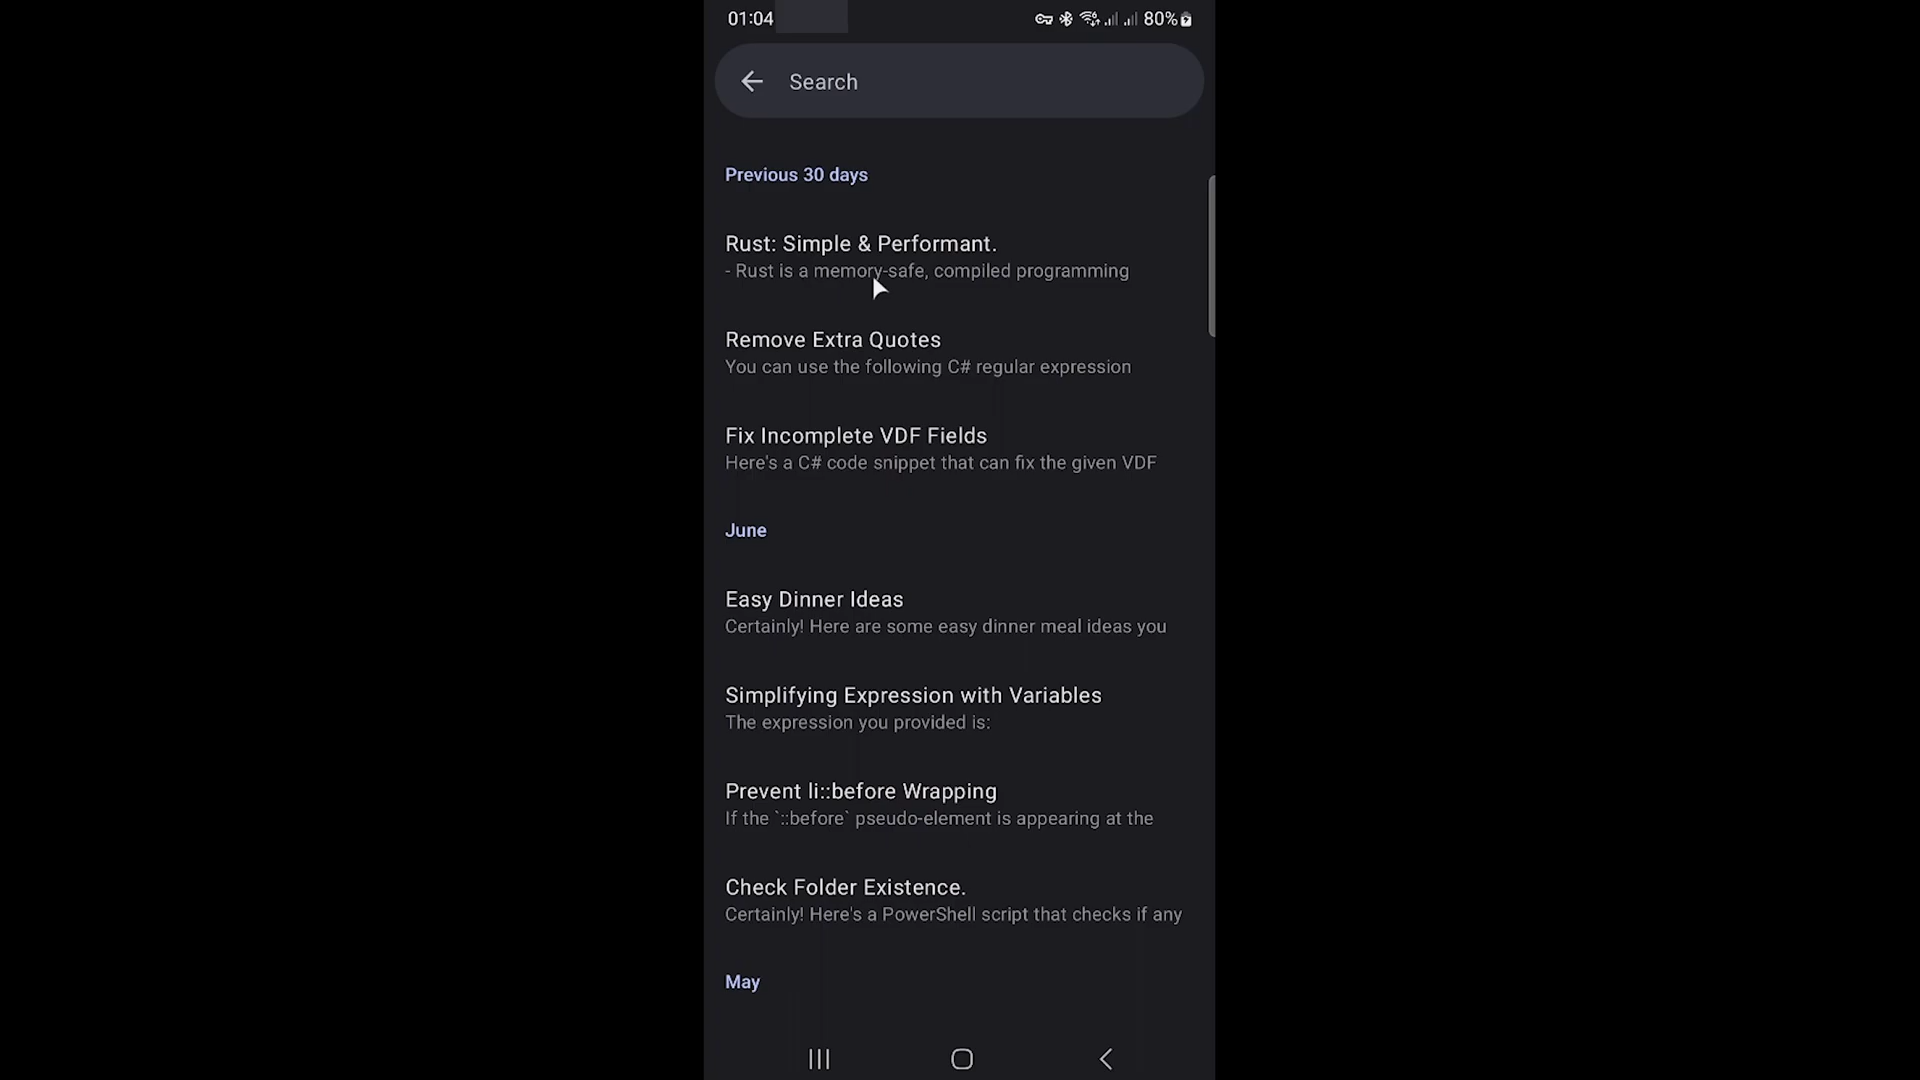 01:04 80%
Search
Previous 30 days
Rust: Simple & Performant.
- Rust is a memory-safe, compiled programming
Remove Extra Quotes
You can use the following C# regular expression
Fix Incomplete VDF Fields
Here's a C# code snippet that can fix the given VDF
June
Easy Dinner Ideas
Certainly! Here are some easy dinner meal ideas you
Simplifying Expression with Variables
The expression you provided is:
Prevent li::before Wrapping
If the `::before` pseudo-element is appearing at the
Check Folder Existence.
Certainly! Here's a PowerShell script that checks if any
May